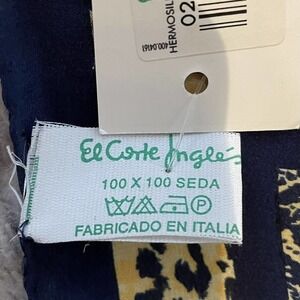 400.04161
HERMOSIL
02
El Corte Inglés
100 X 100 SEDA
P
FABRICADO EN ITALIA